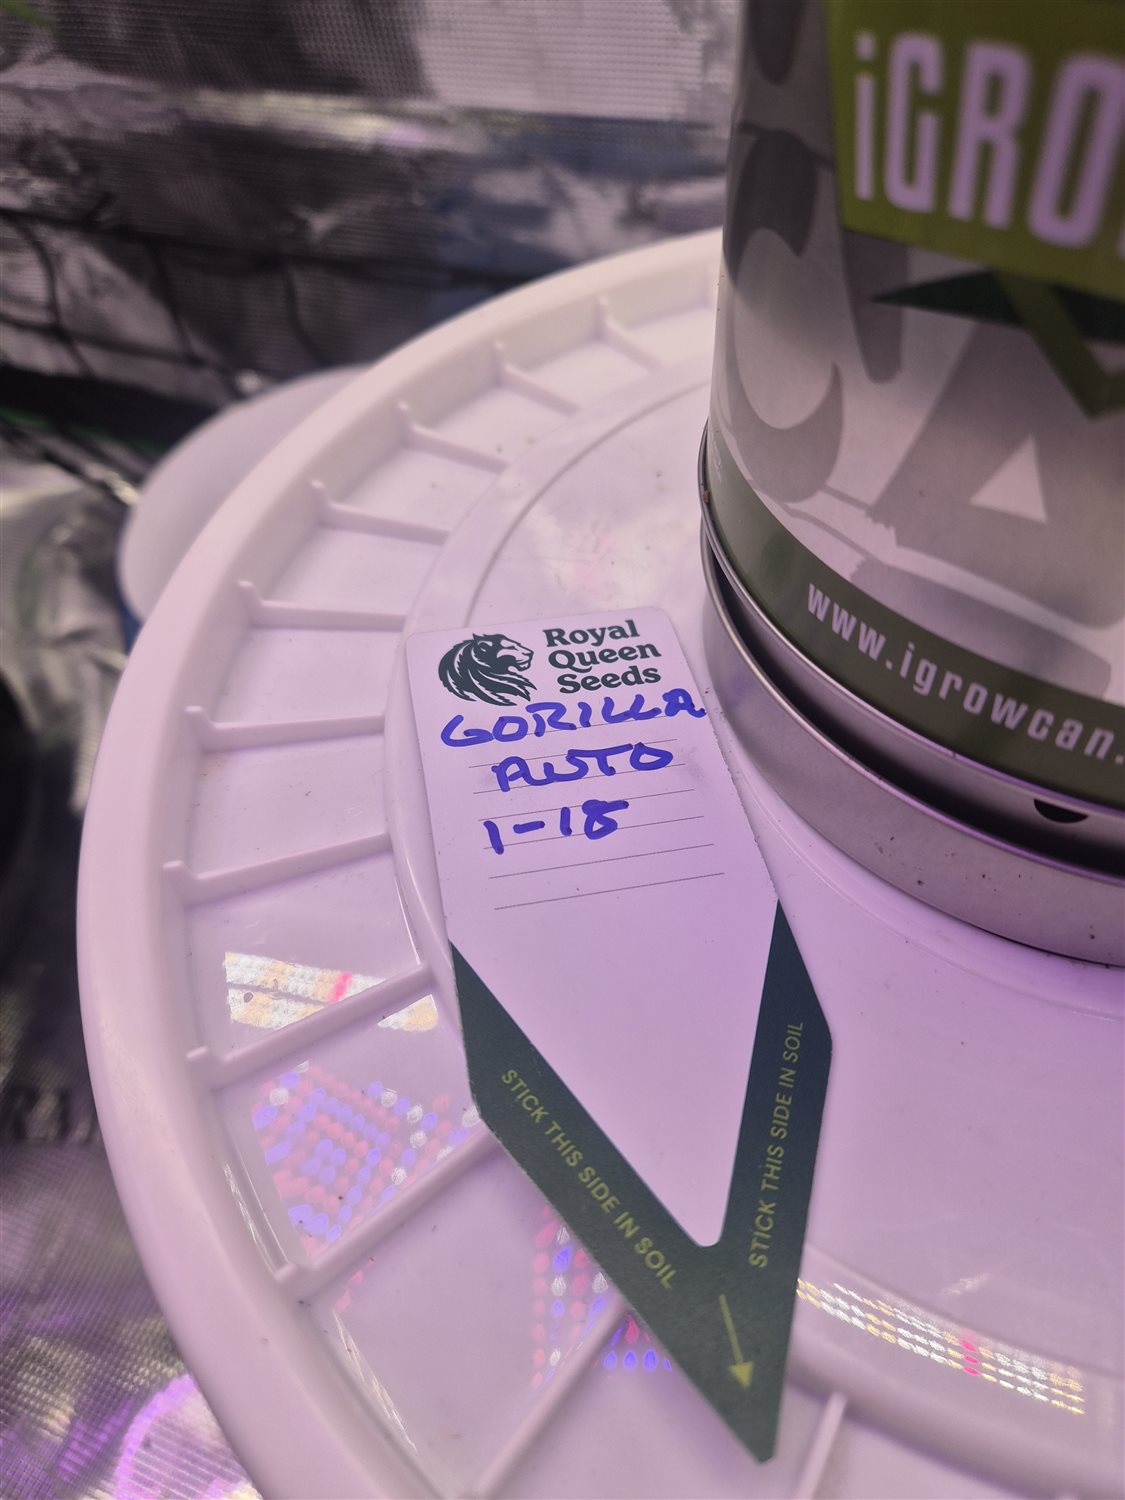 iGRO
www.igrowcan.
Royal
Queen
Seeds
GORILLA
AUTO
1-18
STICK THIS SIDE IN SOIL
STICK THIS SIDE IN SOIL